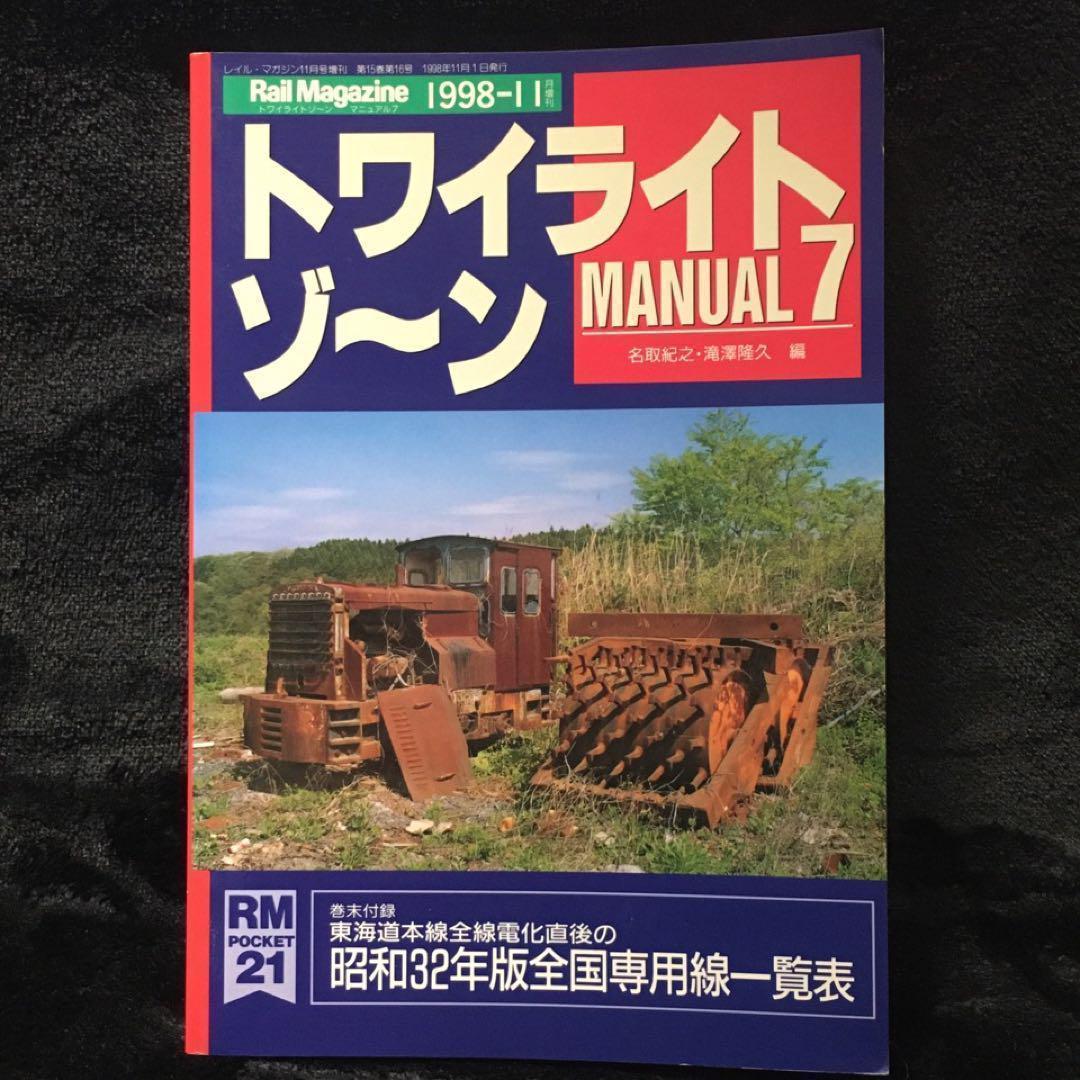 レイル・マガジン11月号増刊 第15巻第16号 1998年11月1日発行
Rail Magazine 1998-11月増刊
トワイライトゾーン マニュアル7
トワイライト
ゾ〜ン
MANUAL 7
名取紀之・滝澤隆久 編
RM
POCKET
21
巻末付録
東海道本線全線電化直後の
昭和32年版全国専用線一覧表